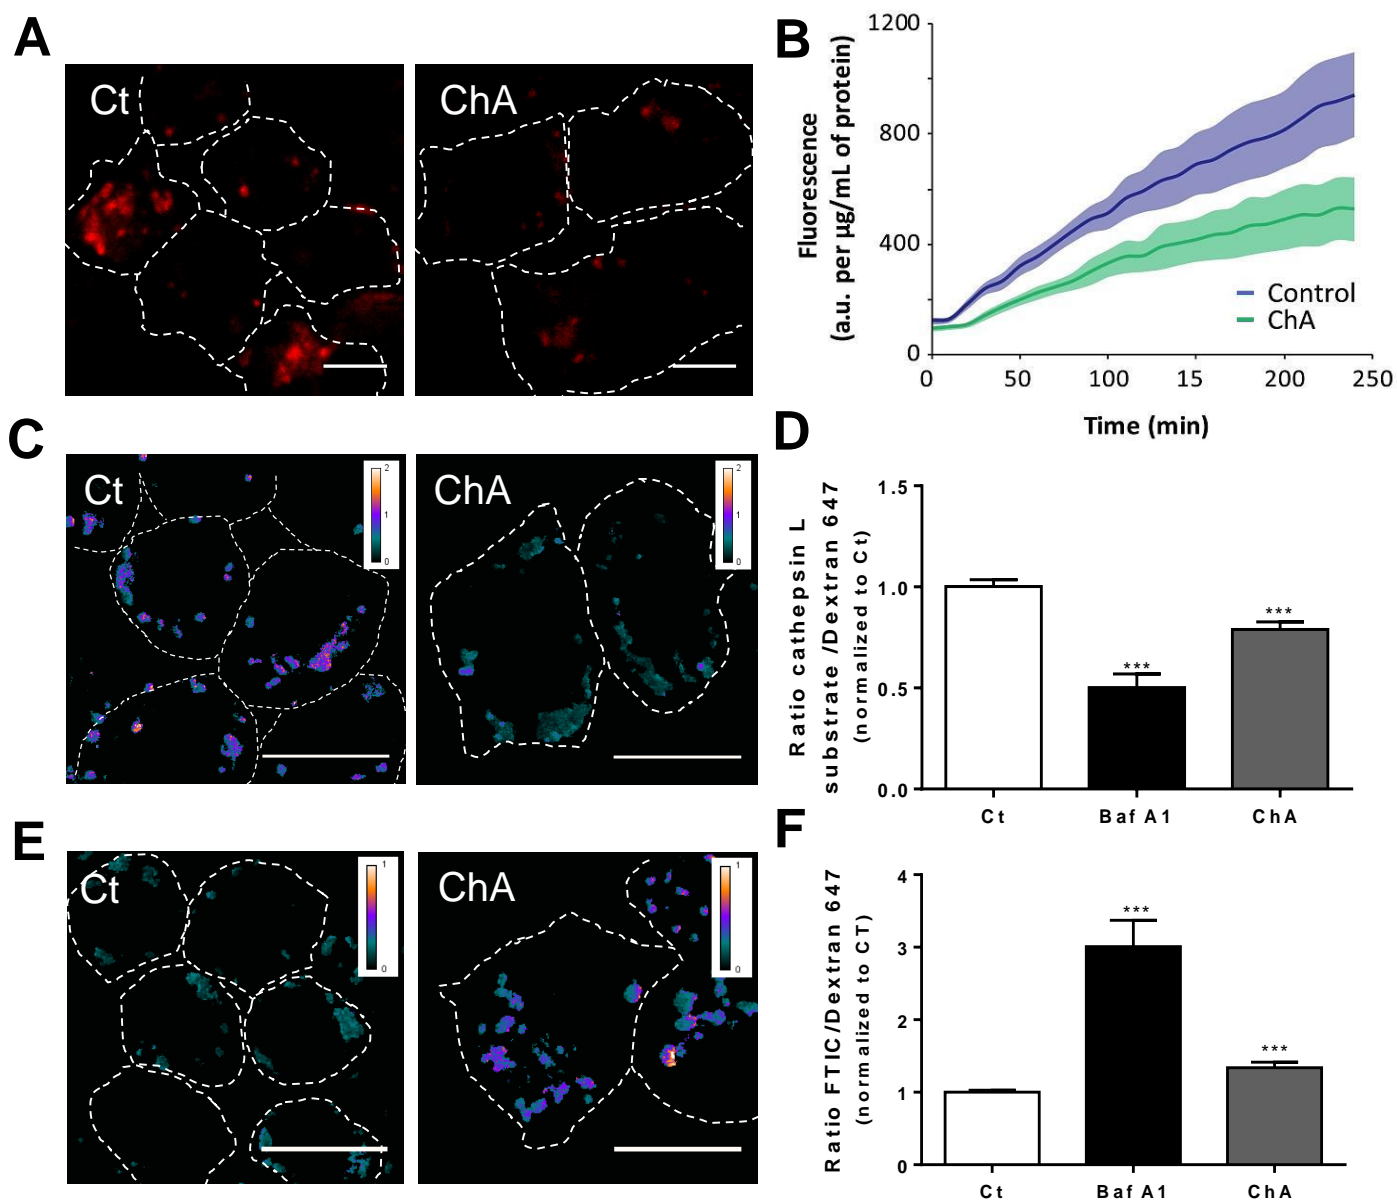 A
Ct
ChA
B
Fluorescence
(a.u. per µg/mL of protein)
1200
800
400
0
0
50
100
15
200
250
Control
ChA
Time (min)
C
Ct
2
1
0
ChA
2
1
0
D
Ratio cathepsin L
substrate /Dextran 647
(normalized to Ct)
1.5
1.0
0.5
0.0
***
***
Ct
Baf A1
ChA
E
Ct
1
0
ChA
1
0
F
Ratio FTIC/Dextran 647
(normalized to CT)
4
3
2
1
0
***
***
Ct
Baf A1
ChA